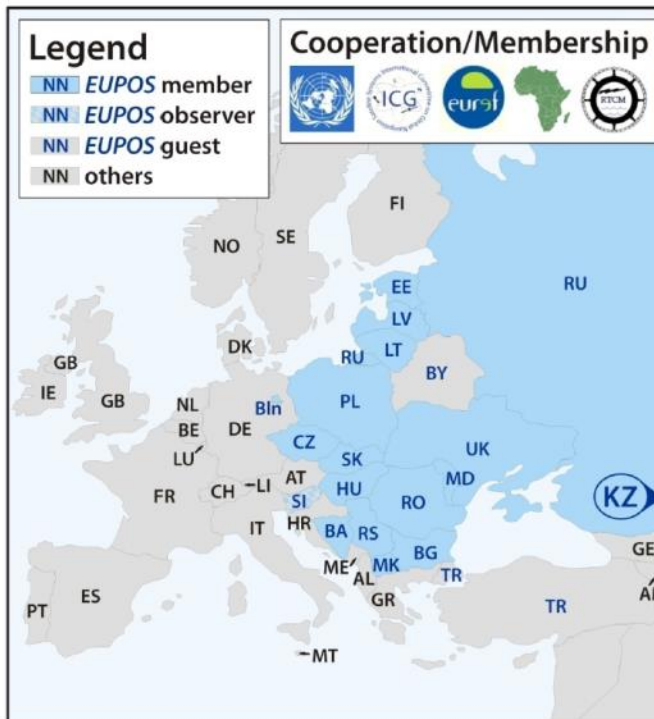 Legend
NN EUPOS member
NN EUPOS observer
NN EUPOS guest
NN others
Cooperation/Membership
ICG
euref
RTCM
FI
NO
SE
RU
EE
LV
DK
LT
RU
GB
BY
IE
GB
NL
Bln
PL
BE
DE
LU
CZ
UK
SK
AT
LI
CH
FR
HU
MD
RO
KZ
SI
HR
IT
BA
RS
BG
GE
ME
MK
TR
AL
ES
PT
GR
TR
MT